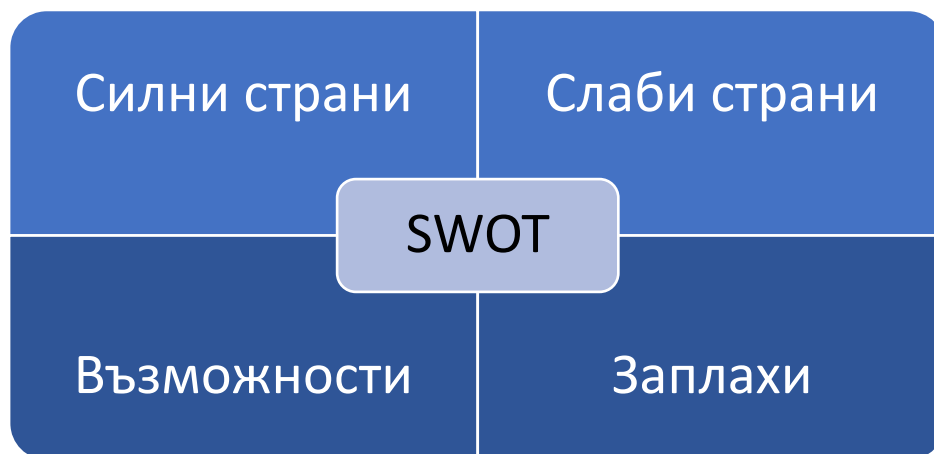 Силни страни
Слаби страни
SWOT
Възможности
Заплахи